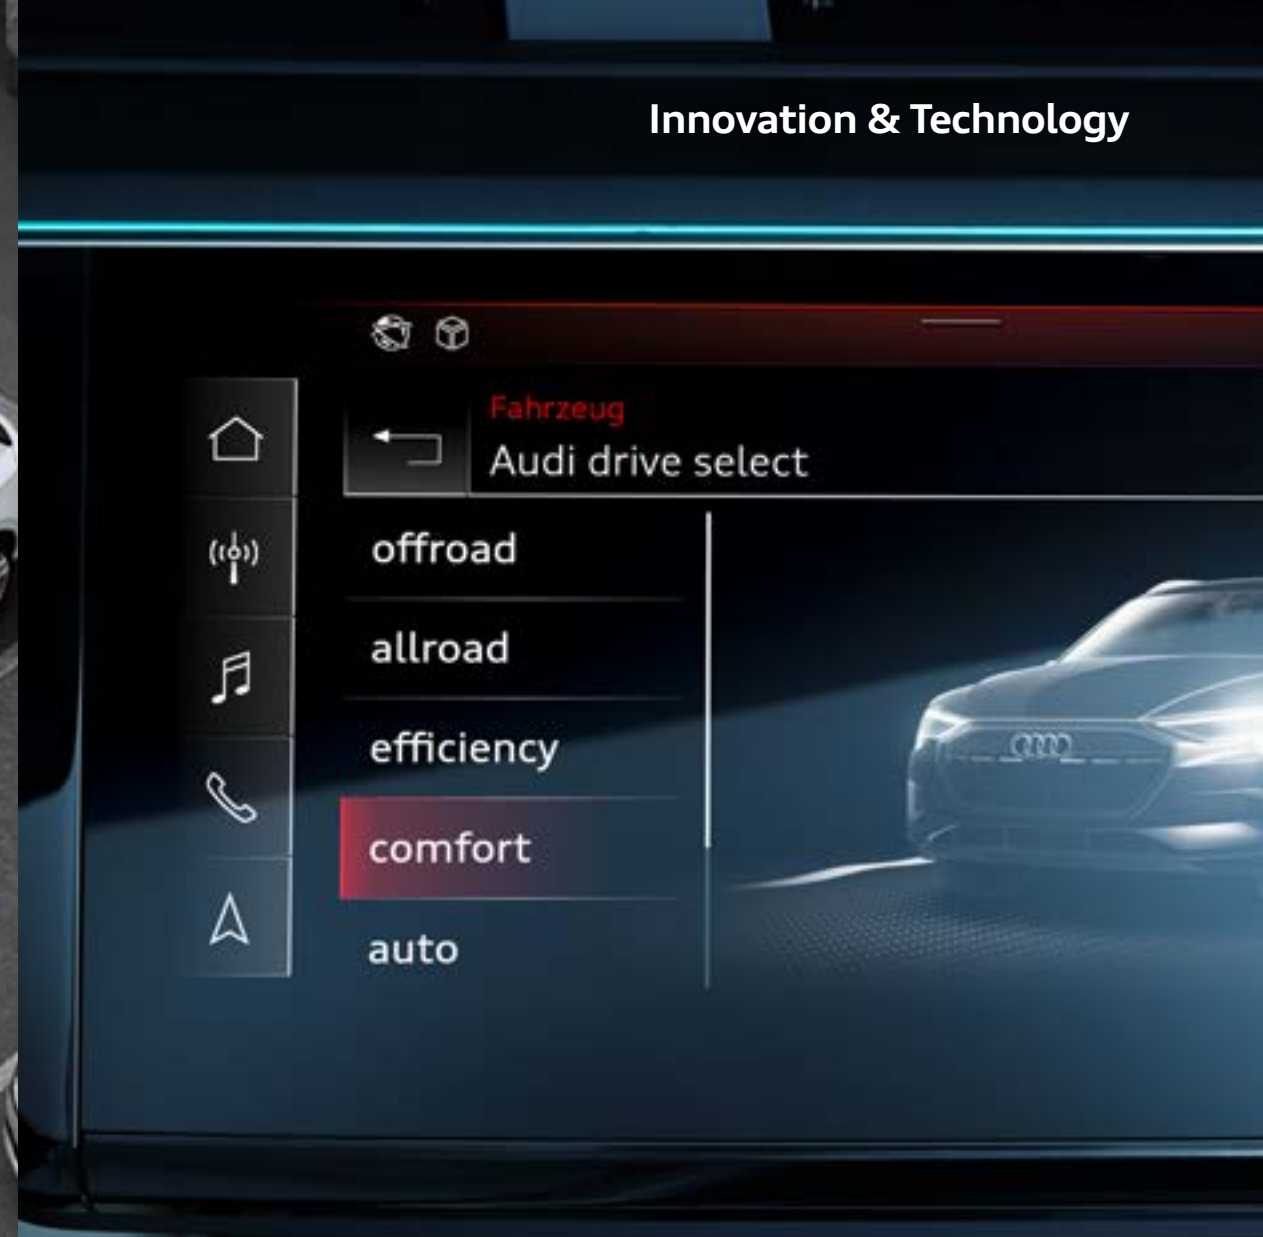 Innovation & Technology
Fahrzeug
Audi drive select
offroad
allroad
efficiency
comfort
auto